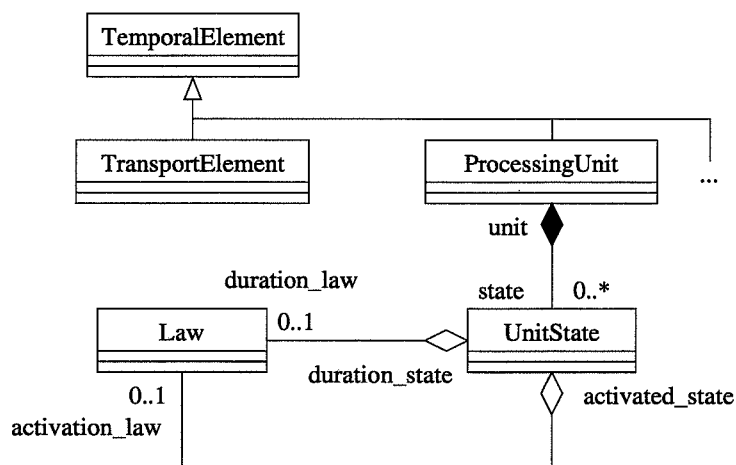 TemporalElement
TransportElement
ProcessingUnit
...
unit
duration_law
state 0..*
Law
0..1
UnitState
duration_state
0..1
activated_state
activation_law